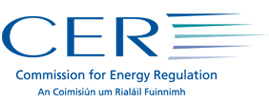 CER
Commission for Energy Regulation
An Coimisiún um Rialáil Fuinnimh